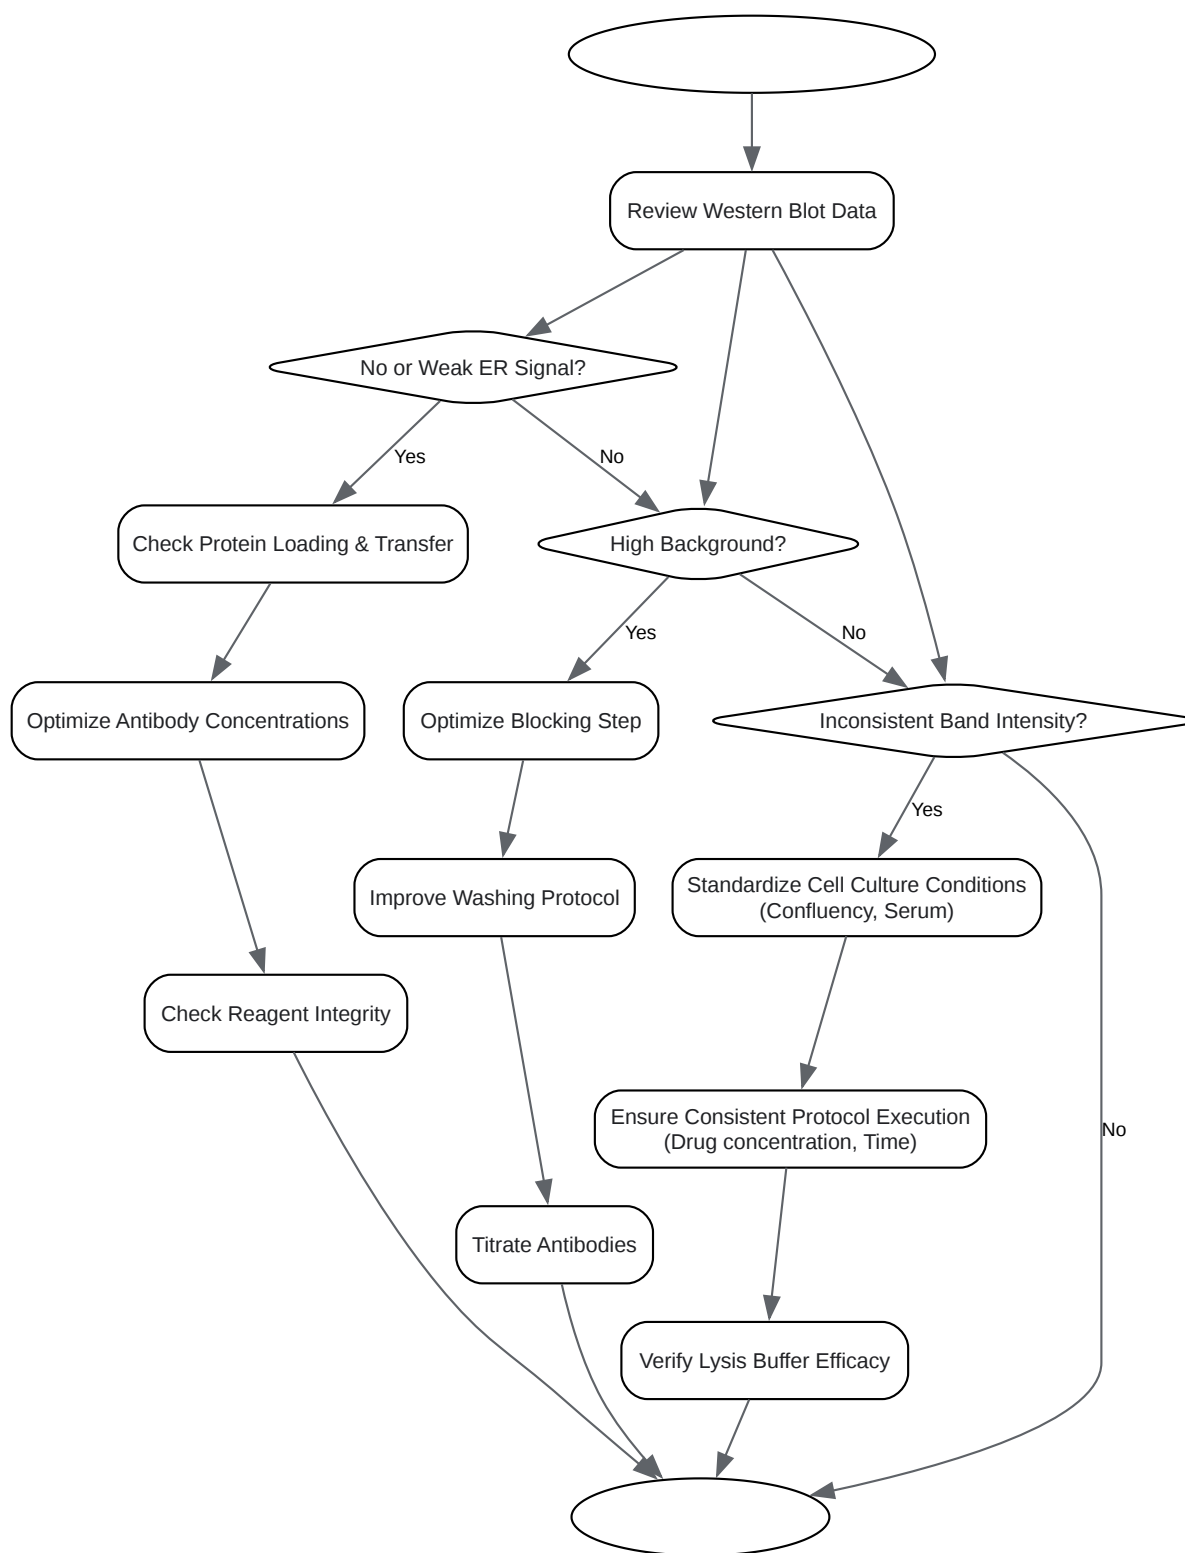 Review Western Blot Data
No or Weak ER Signal?
Yes
No
Check Protein Loading & Transfer
High Background?
Yes
No
Optimize Antibody Concentrations
Optimize Blocking Step
Inconsistent Band Intensity?
Yes
Improve Washing Protocol
Standardize Cell Culture Conditions
(Confluency, Serum)
Check Reagent Integrity
Ensure Consistent Protocol Execution
(Drug concentration, Time)
No
Titrate Antibodies
Verify Lysis Buffer Efficacy